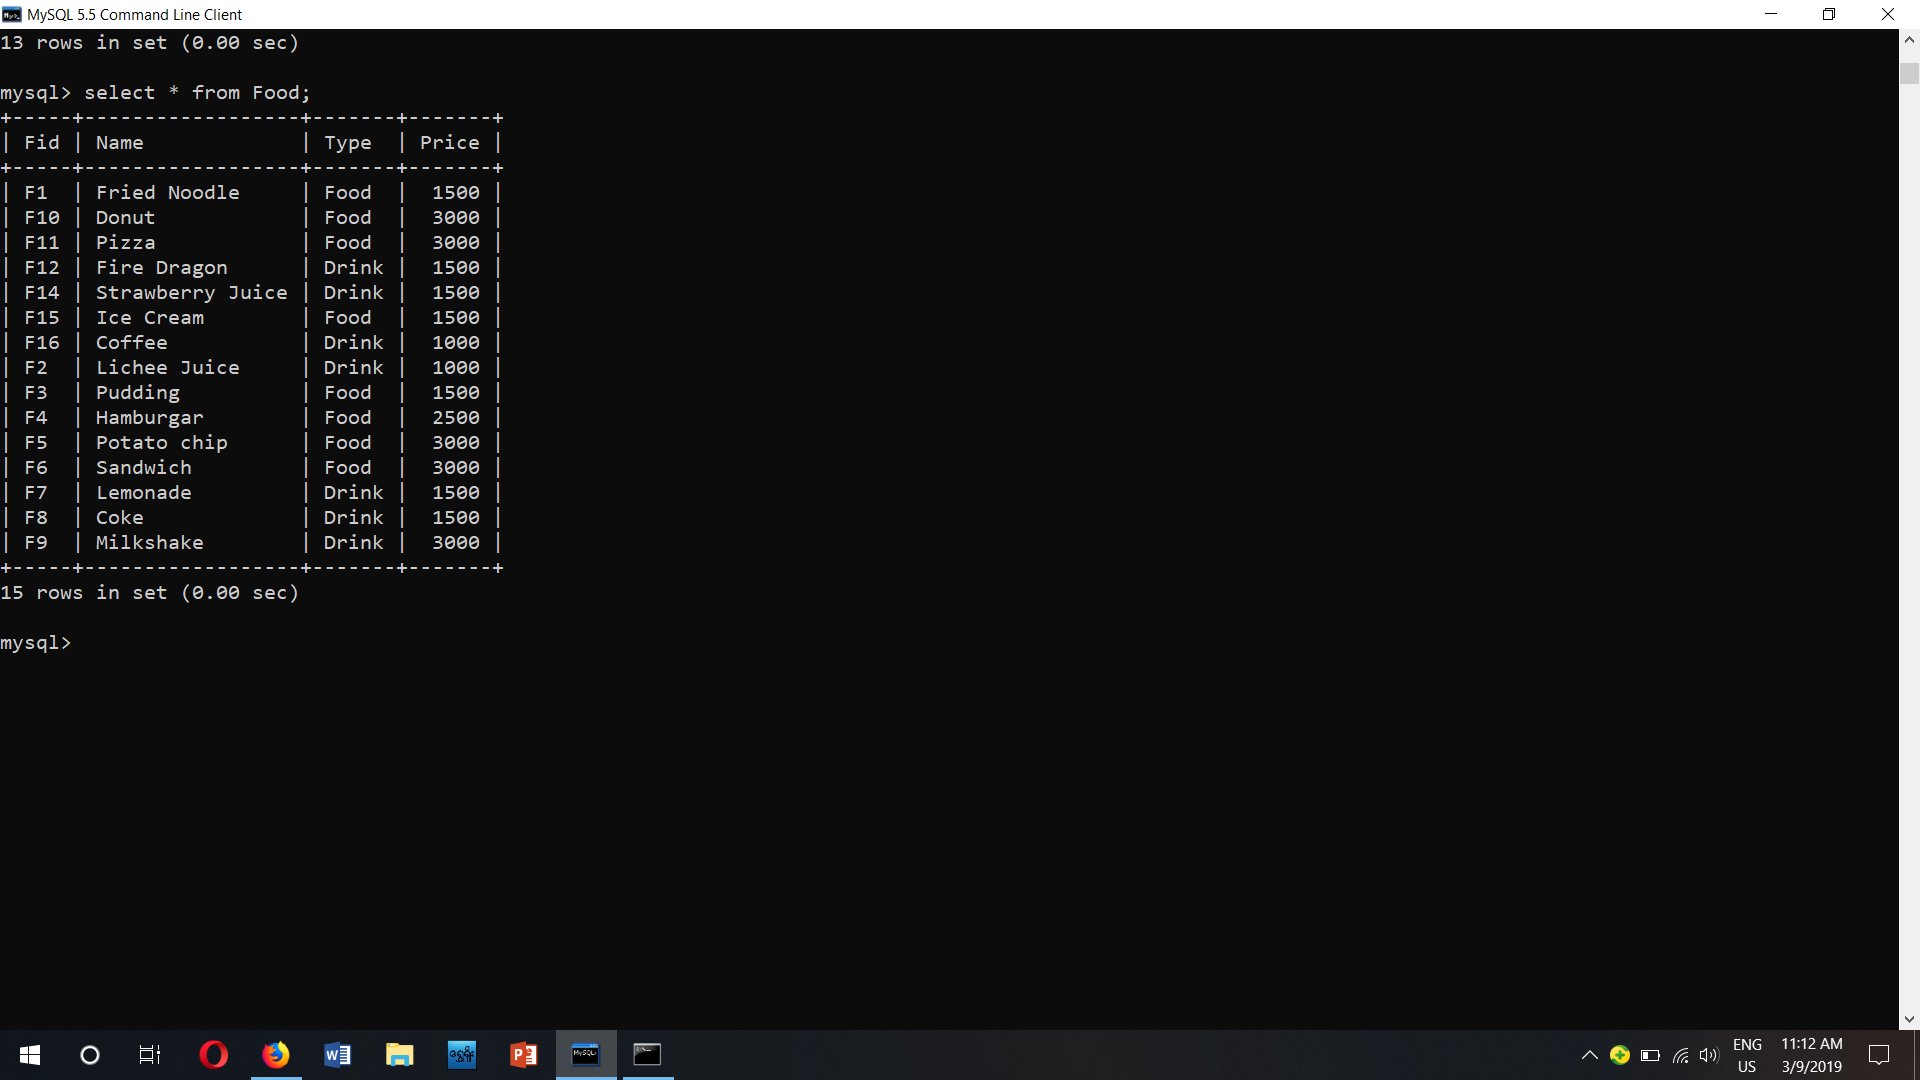 MySQL 5.5 Command Line Client
13 rows in set (0.00 sec)
mysql> select * from Food;
+-----+------------------+-------+-------+
| Fid | Name             | Type  | Price |
+-----+------------------+-------+-------+
| F1  | Fried Noodle     | Food  |  1500 |
| F10 | Donut            | Food  |  3000 |
| F11 | Pizza            | Food  |  3000 |
| F12 | Fire Dragon      | Drink |  1500 |
| F14 | Strawberry Juice | Drink |  1500 |
| F15 | Ice Cream        | Food  |  1500 |
| F16 | Coffee           | Drink |  1000 |
| F2  | Lichee Juice     | Drink |  1000 |
| F3  | Pudding          | Food  |  1500 |
| F4  | Hamburgar        | Food  |  2500 |
| F5  | Potato chip      | Food  |  3000 |
| F6  | Sandwich         | Food  |  3000 |
| F7  | Lemonade         | Drink |  1500 |
| F8  | Coke             | Drink |  1500 |
| F9  | Milkshake        | Drink |  3000 |
+-----+------------------+-------+-------+
15 rows in set (0.00 sec)
mysql>
ENG 11:12 AM
US 3/9/2019